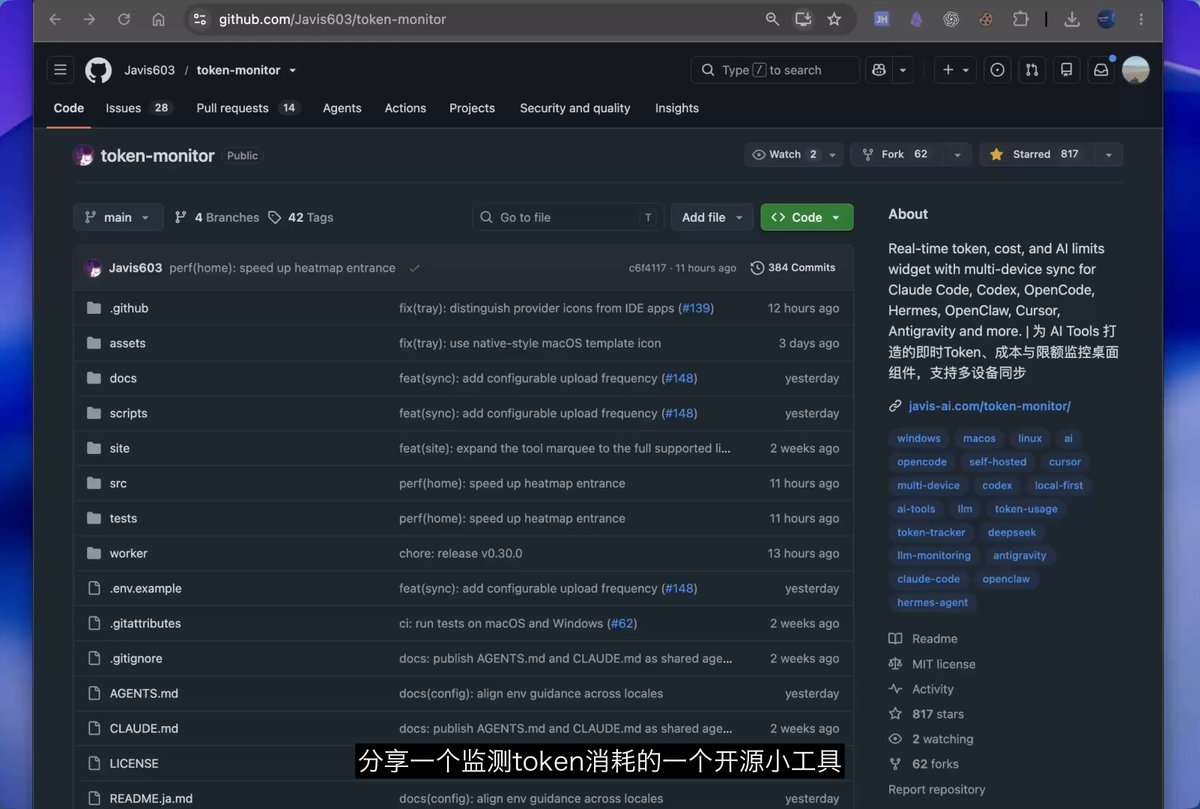 github.com/Javis603/token-monitor
Javis603 / token-monitor
Type / to search
Code Issues 28 Pull requests 14 Agents Actions Projects Security and quality Insights
token-monitor Public
Watch 2 Fork 62 Starred 817
main 4 Branches 42 Tags Go to file T Add file Code
Javis603 perf(home): speed up heatmap entrance c6f4117 · 11 hours ago 384 Commits
.github fix(tray): distinguish provider icons from IDE apps (#139) 12 hours ago
assets fix(tray): use native-style macOS template icon 3 days ago
docs feat(sync): add configurable upload frequency (#148) yesterday
scripts feat(sync): add configurable upload frequency (#148) yesterday
site feat(site): expand the tool marquee to the full supported li... 2 weeks ago
src perf(home): speed up heatmap entrance 11 hours ago
tests perf(home): speed up heatmap entrance 11 hours ago
worker chore: release v0.30.0 13 hours ago
.env.example feat(sync): add configurable upload frequency (#148) yesterday
.gitattributes ci: run tests on macOS and Windows (#62) 2 weeks ago
.gitignore docs: publish AGENTS.md and CLAUDE.md as shared age... 2 weeks ago
AGENTS.md docs(config): align env guidance across locales yesterday
CLAUDE.md docs: publish AGENTS.md and CLAUDE.md as shared age... 2 weeks ago
LICENSE
README.ja.md docs(config): align env guidance across locales yesterday
About
Real-time token, cost, and AI limits
widget with multi-device sync for
Claude Code, Codex, OpenCode,
Hermes, OpenClaw, Cursor,
Antigravity and more. | 为 AI Tools 打
造的即时Token、成本与限额监控桌面
组件，支持多设备同步
javis-ai.com/token-monitor/
windows macos linux ai
opencode self-hosted cursor
multi-device codex local-first
ai-tools llm token-usage
token-tracker deepseek
llm-monitoring antigravity
claude-code openclaw
hermes-agent
Readme
MIT license
Activity
817 stars
2 watching
62 forks
Report repository
分享一个监测token消耗的一个开源小工具